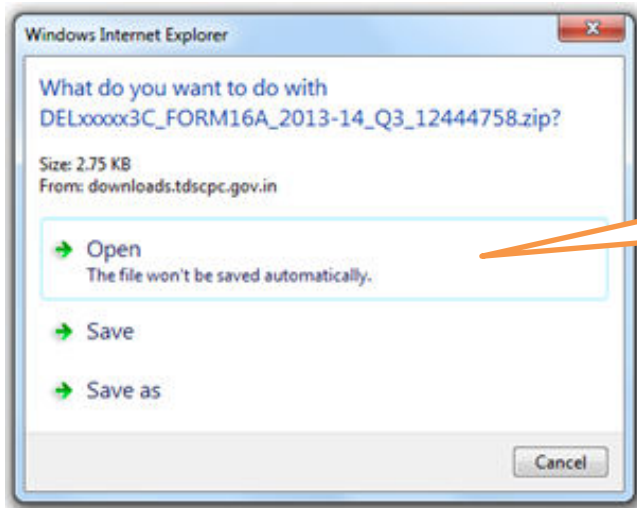 Windows Internet Explorer
What do you want to do with
DELxxxxx3C_FORM16A_2013-14_Q3_12444758.zip?
Size: 2.75 KB
From: downloads.tdscpc.gov.in
Open
The file won't be saved automatically.
Save
Save as
Cancel